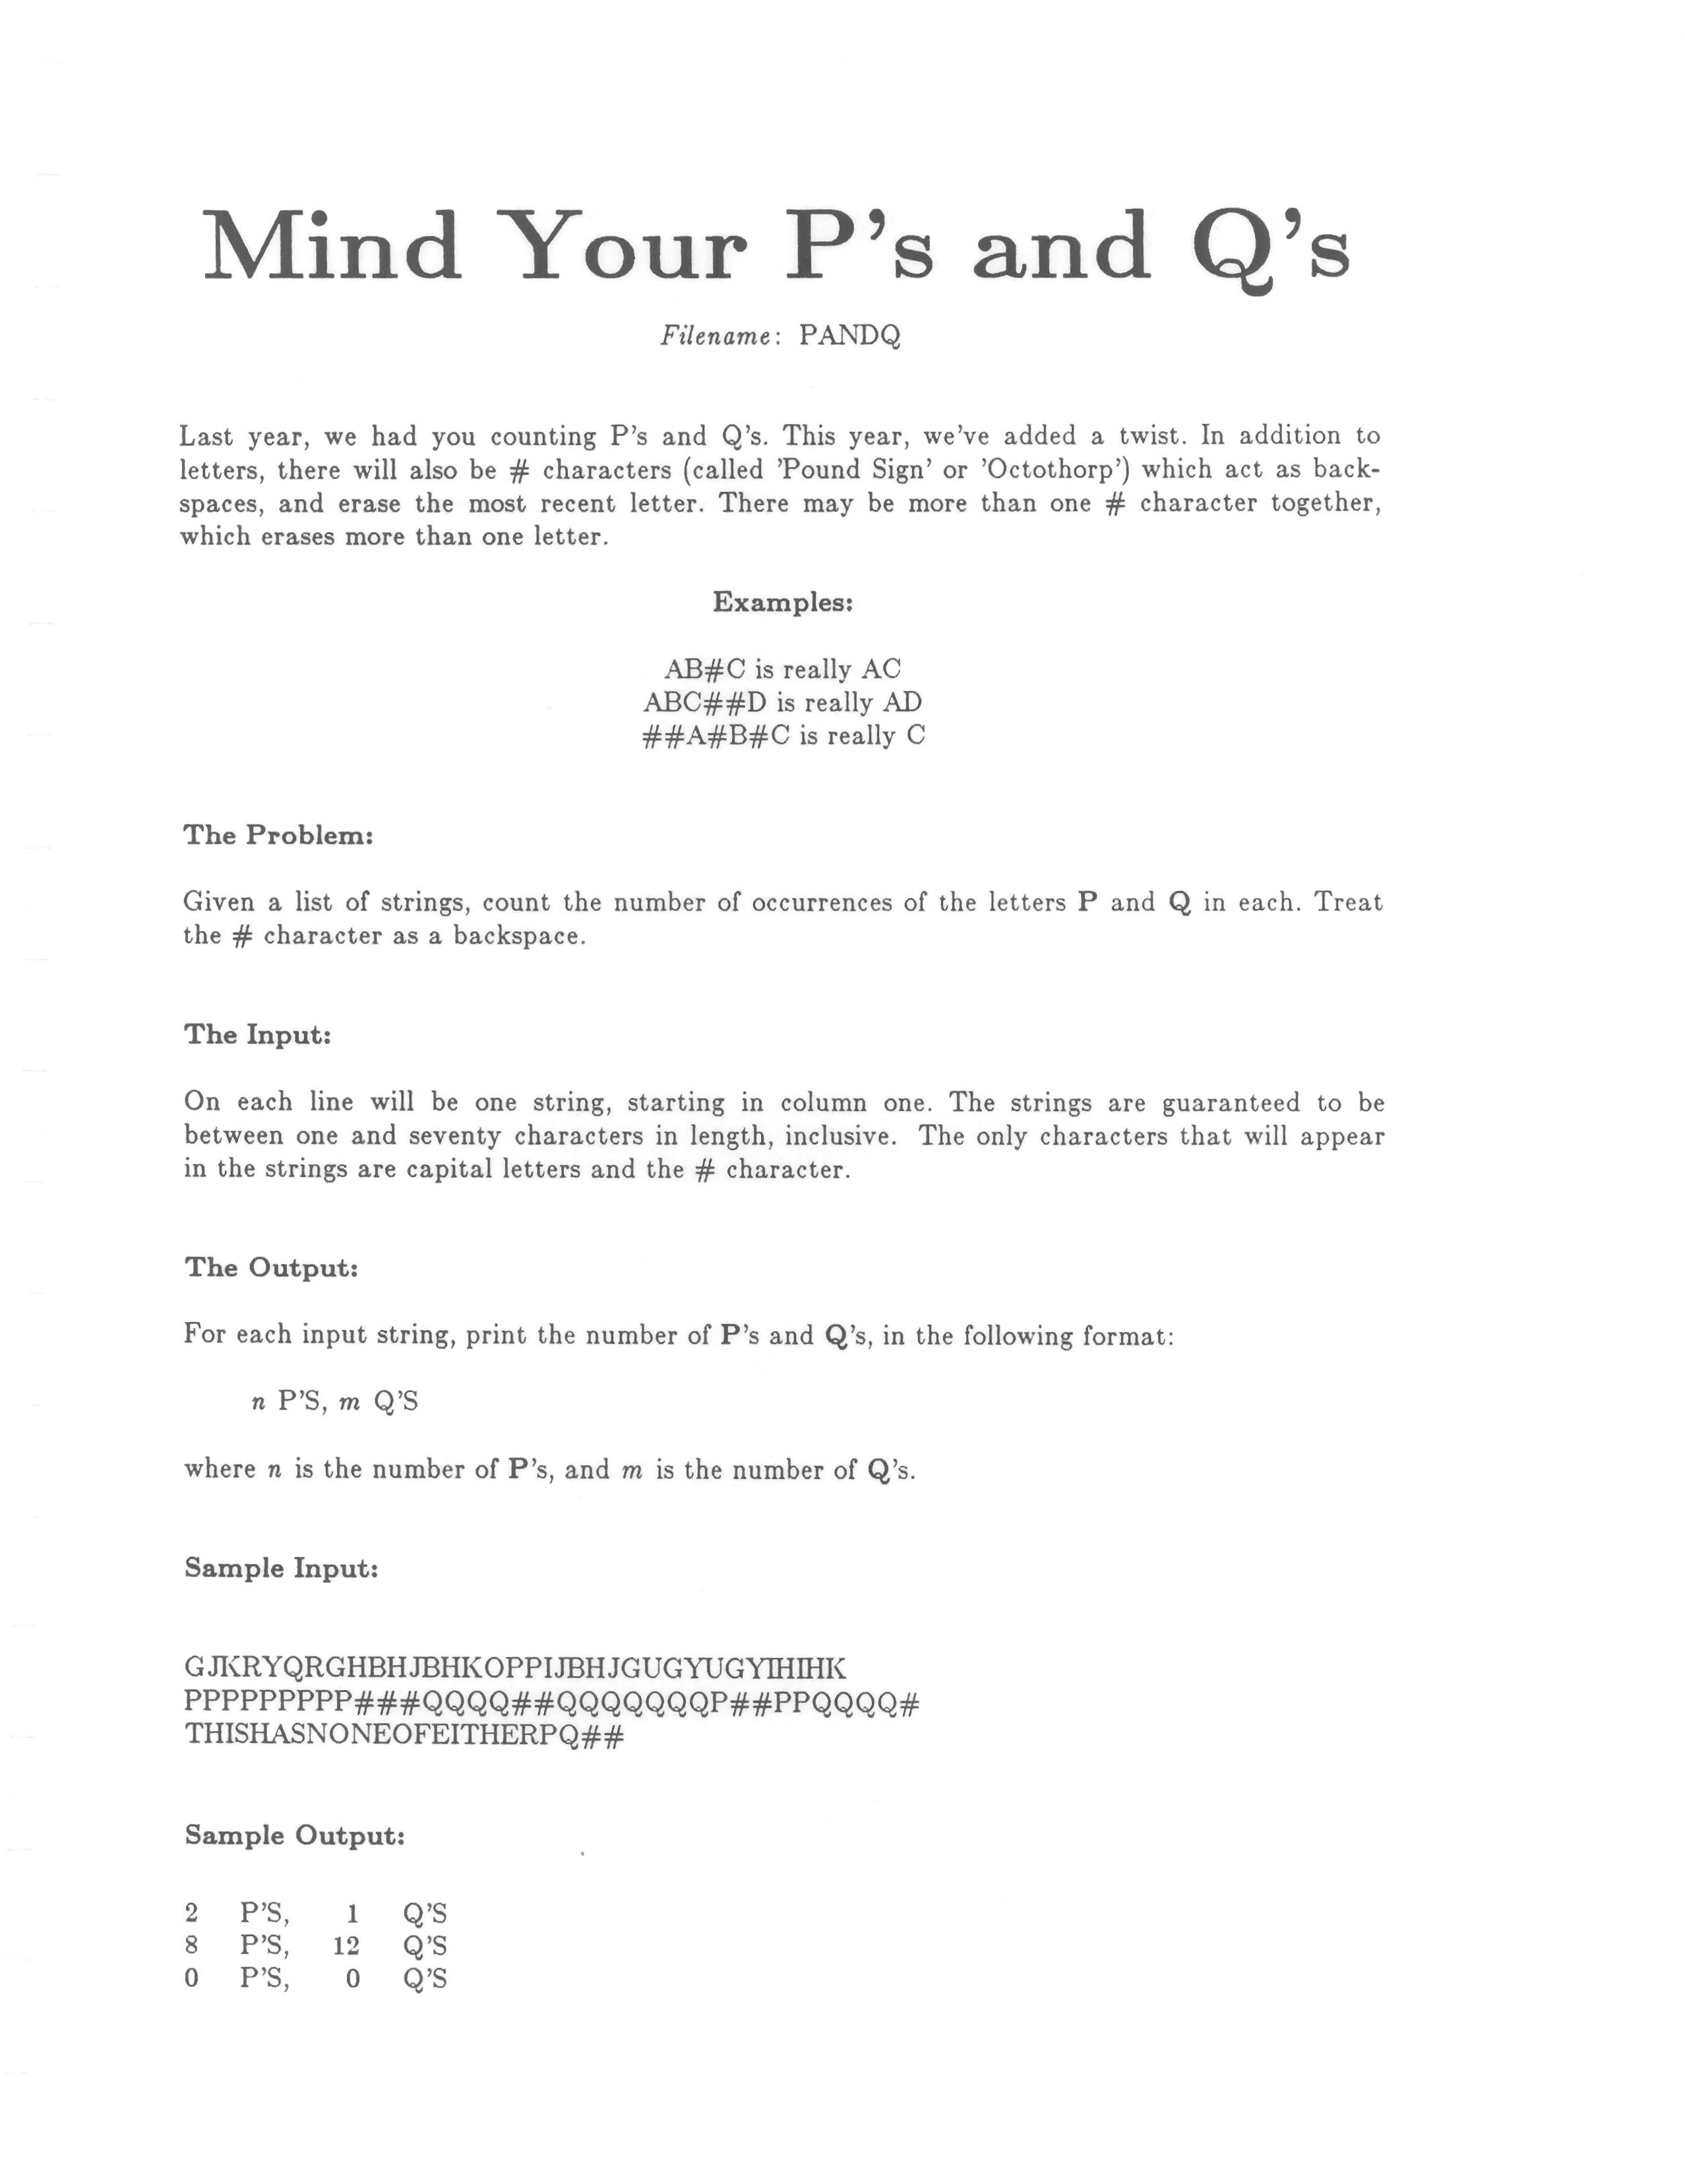 Mind Your P's and Q's
Filename: PANDQ
Last year, we had you counting P's and Q's. This year, we've added a twist. In addition to
letters, there will also be # characters (called 'Pound Sign' or 'Octothorp') which act as back-
spaces, and erase the most recent letter. There may be more than one # character together,
which erases more than one letter.
Examples:
AB#C is really AC
ABC##D is really AD
##A#B#C is really C
The Problem:
Given a list of strings, count the number of occurrences of the letters P and Q in each. Treat
the # character as a backspace.
The Input:
On each line will be one string, starting in column one. The strings are guaranteed to be
between one and seventy characters in length, inclusive. The only characters that will appear
in the strings are capital letters and the # character.
The Output:
For each input string, print the number of P's and Q's, in the following format:
n P'S, m Q'S
where n is the number of P's, and m is the number of Q's.
Sample Input:
GJKRYQRGHBHJBHKOPPIJBHJGUGYUGYIHIHK
PPPPPPPPPP###QQQQ##QQQQQQQP##PPQQQQ#
THISHASNONEOFEITHERPQ##
Sample Output:
2 P'S, 1 Q'S
8 P'S, 12 Q'S
0 P'S, 0 Q'S